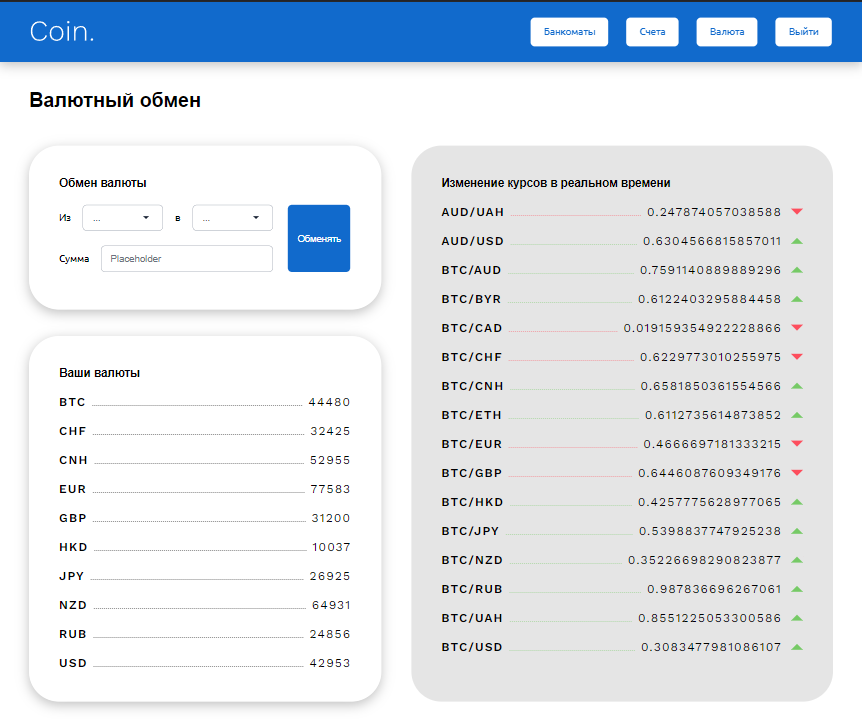 Coin.
Банкоматы Счета Валюта Выйти
Валютный обмен
Обмен валюты
Из ... в ... Обменять
Сумма Placeholder
Ваши валюты
BTC 44480
CHF 32425
CNH 52955
EUR 77583
GBP 31200
HKD 10037
JPY 26925
NZD 64931
RUB 24856
USD 42953
Изменение курсов в реальном времени
AUD/UAH 0.247874057038588
AUD/USD 0.6304566815857011
BTC/AUD 0.7591140889889296
BTC/BYR 0.6122403295884458
BTC/CAD 0.019159354922228866
BTC/CHF 0.6229773010255975
BTC/CNH 0.6581850361554566
BTC/ETH 0.6112735614873852
BTC/EUR 0.4666697181333215
BTC/GBP 0.6446087609349176
BTC/HKD 0.4257775628977065
BTC/JPY 0.5398837747925238
BTC/NZD 0.35226698290823877
BTC/RUB 0.987836696267061
BTC/UAH 0.8551225053300586
BTC/USD 0.3083477981086107